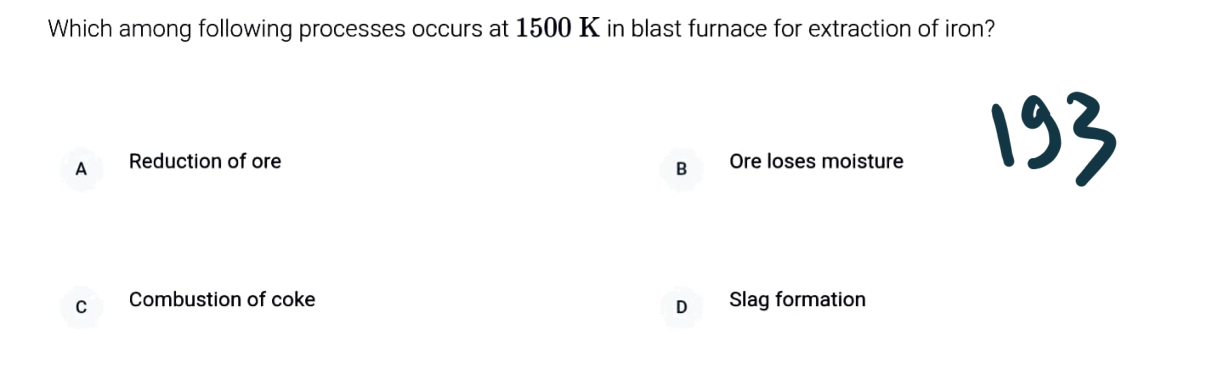 Which among following processes occurs at 1500 K in blast furnace for extraction of iron?
193
A Reduction of ore
B Ore loses moisture
C Combustion of coke
D Slag formation